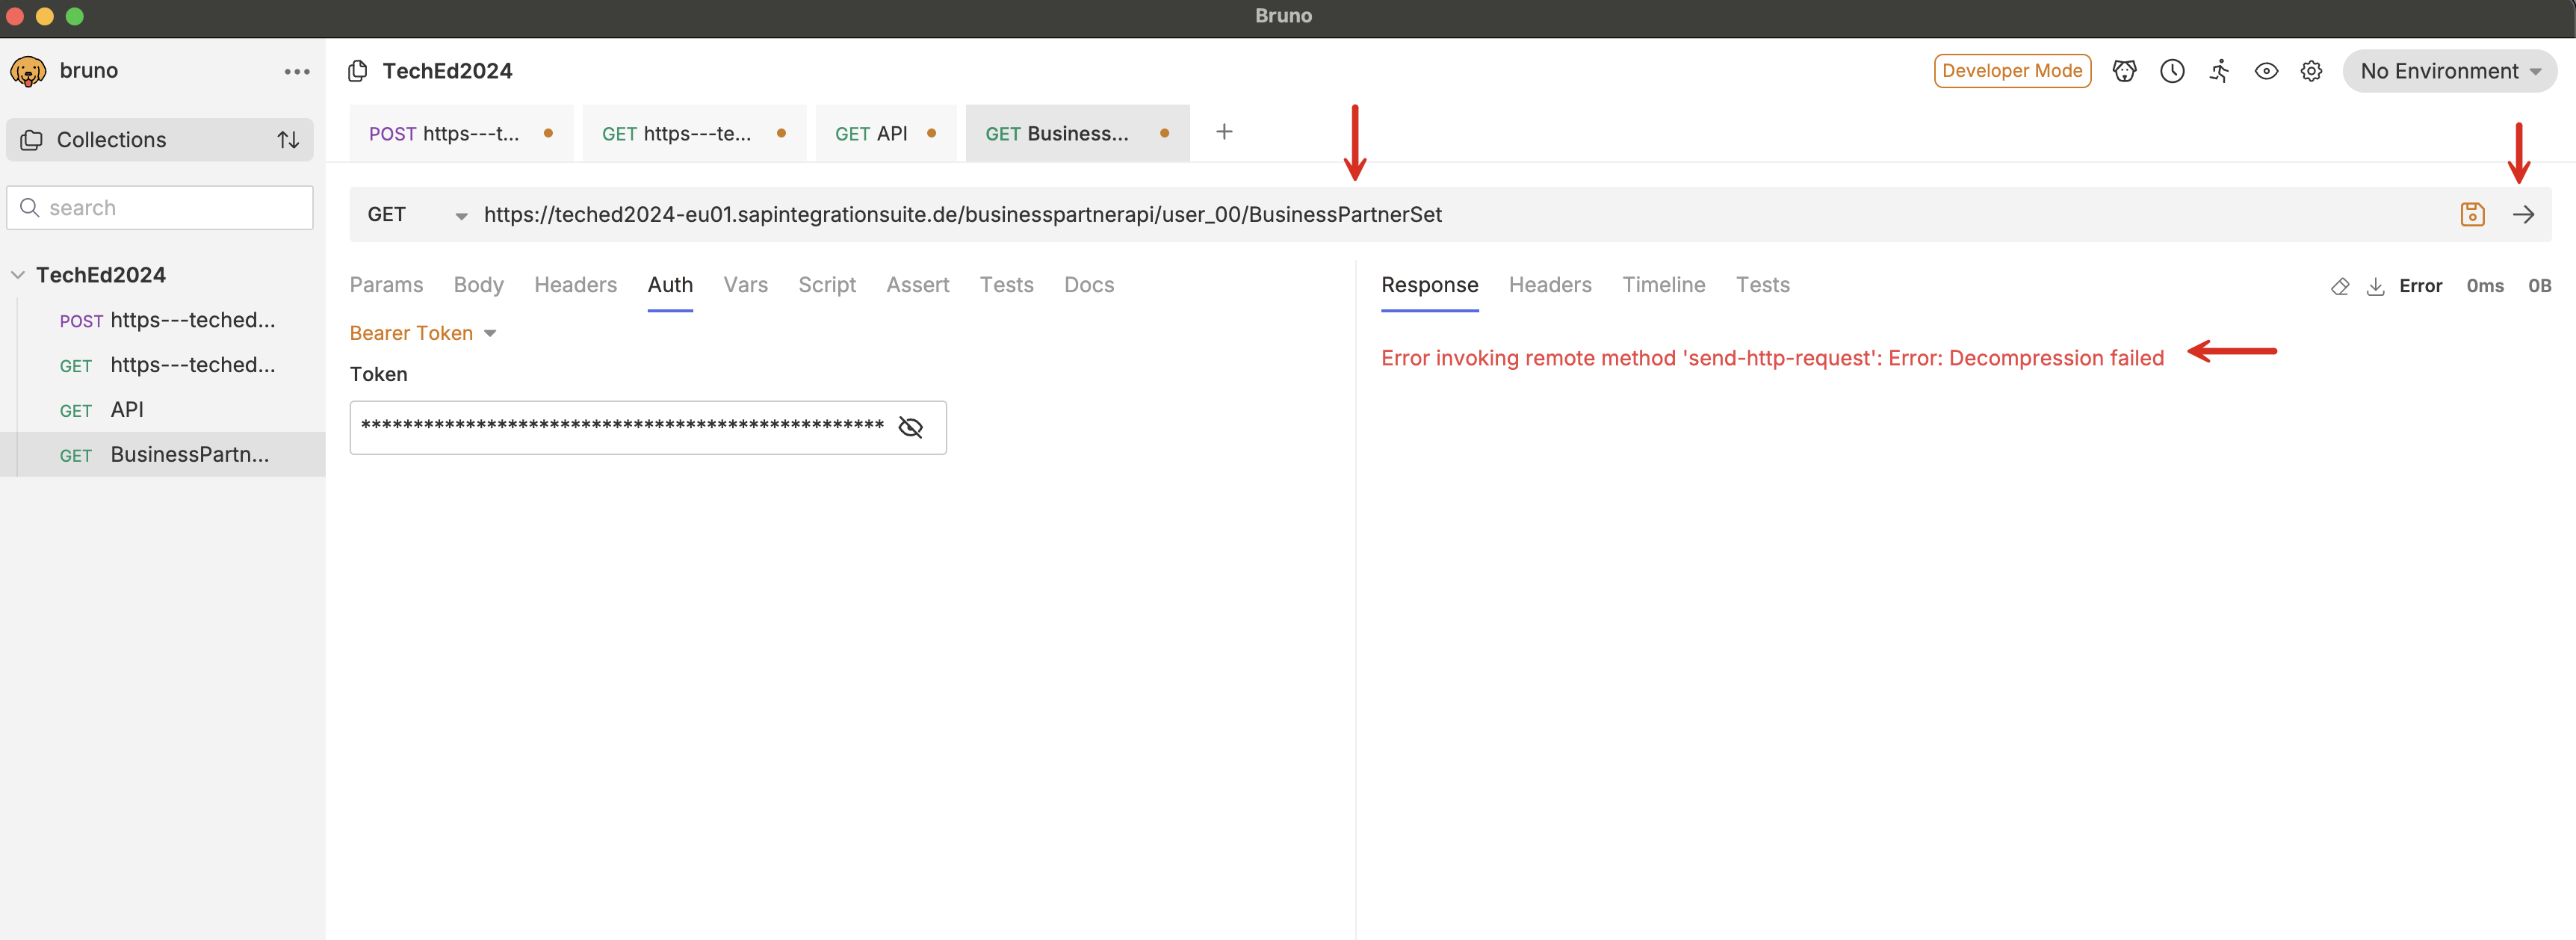 Bruno
bruno
Collections
search
TechEd2024
POST https---teched...
GET https---teched...
GET API
GET BusinessPartn...
TechEd2024
Developer Mode
No Environment
POST https---t...
GET https---te...
GET API
GET Business...
GET https://teched2024-eu01.sapintegrationsuite.de/businesspartnerapi/user_00/BusinessPartnerSet
Params Body Headers Auth Vars Script Assert Tests Docs
Bearer Token
Token
**************************************************
Response Headers Timeline Tests
Error 0ms 0B
Error invoking remote method 'send-http-request': Error: Decompression failed